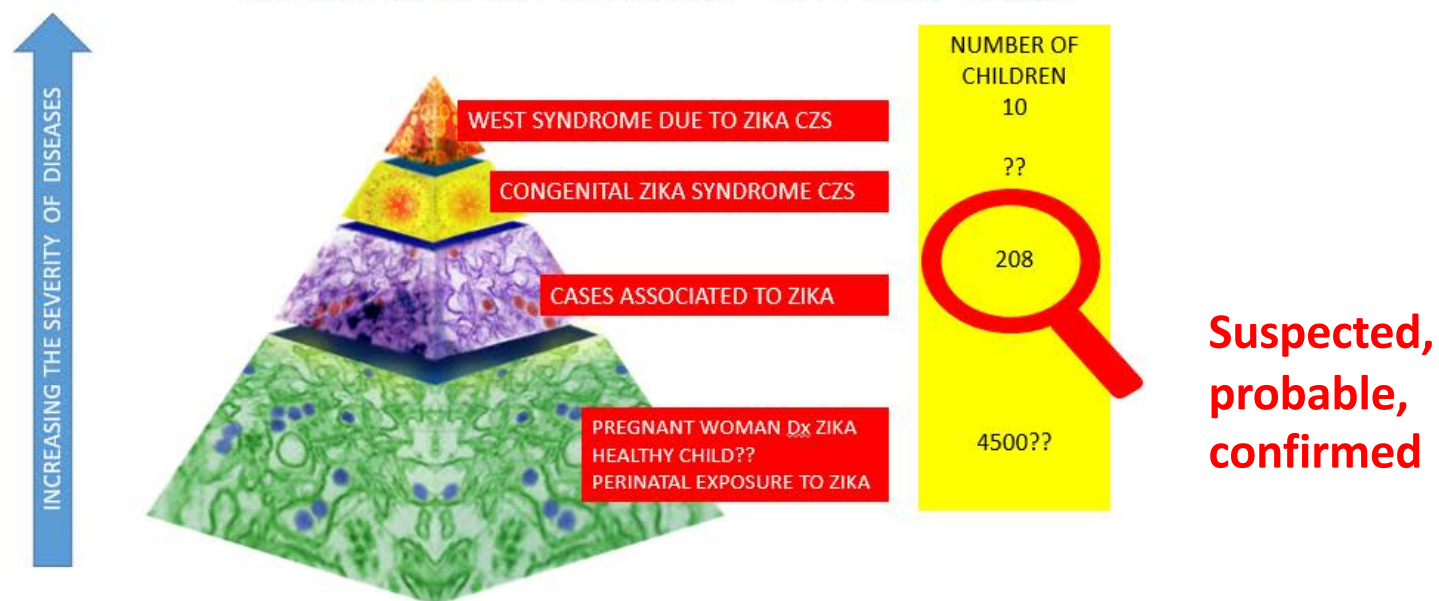 INCREASING THE SEVERITY OF DISEASES
WEST SYNDROME DUE TO ZIKA CZS
CONGENITAL ZIKA SYNDROME CZS
CASES ASSOCIATED TO ZIKA
PREGNANT WOMAN Dx ZIKA
HEALTHY CHILD??
PERINATAL EXPOSURE TO ZIKA
NUMBER OF
CHILDREN
10
??
208
4500??
Suspected,
probable,
confirmed